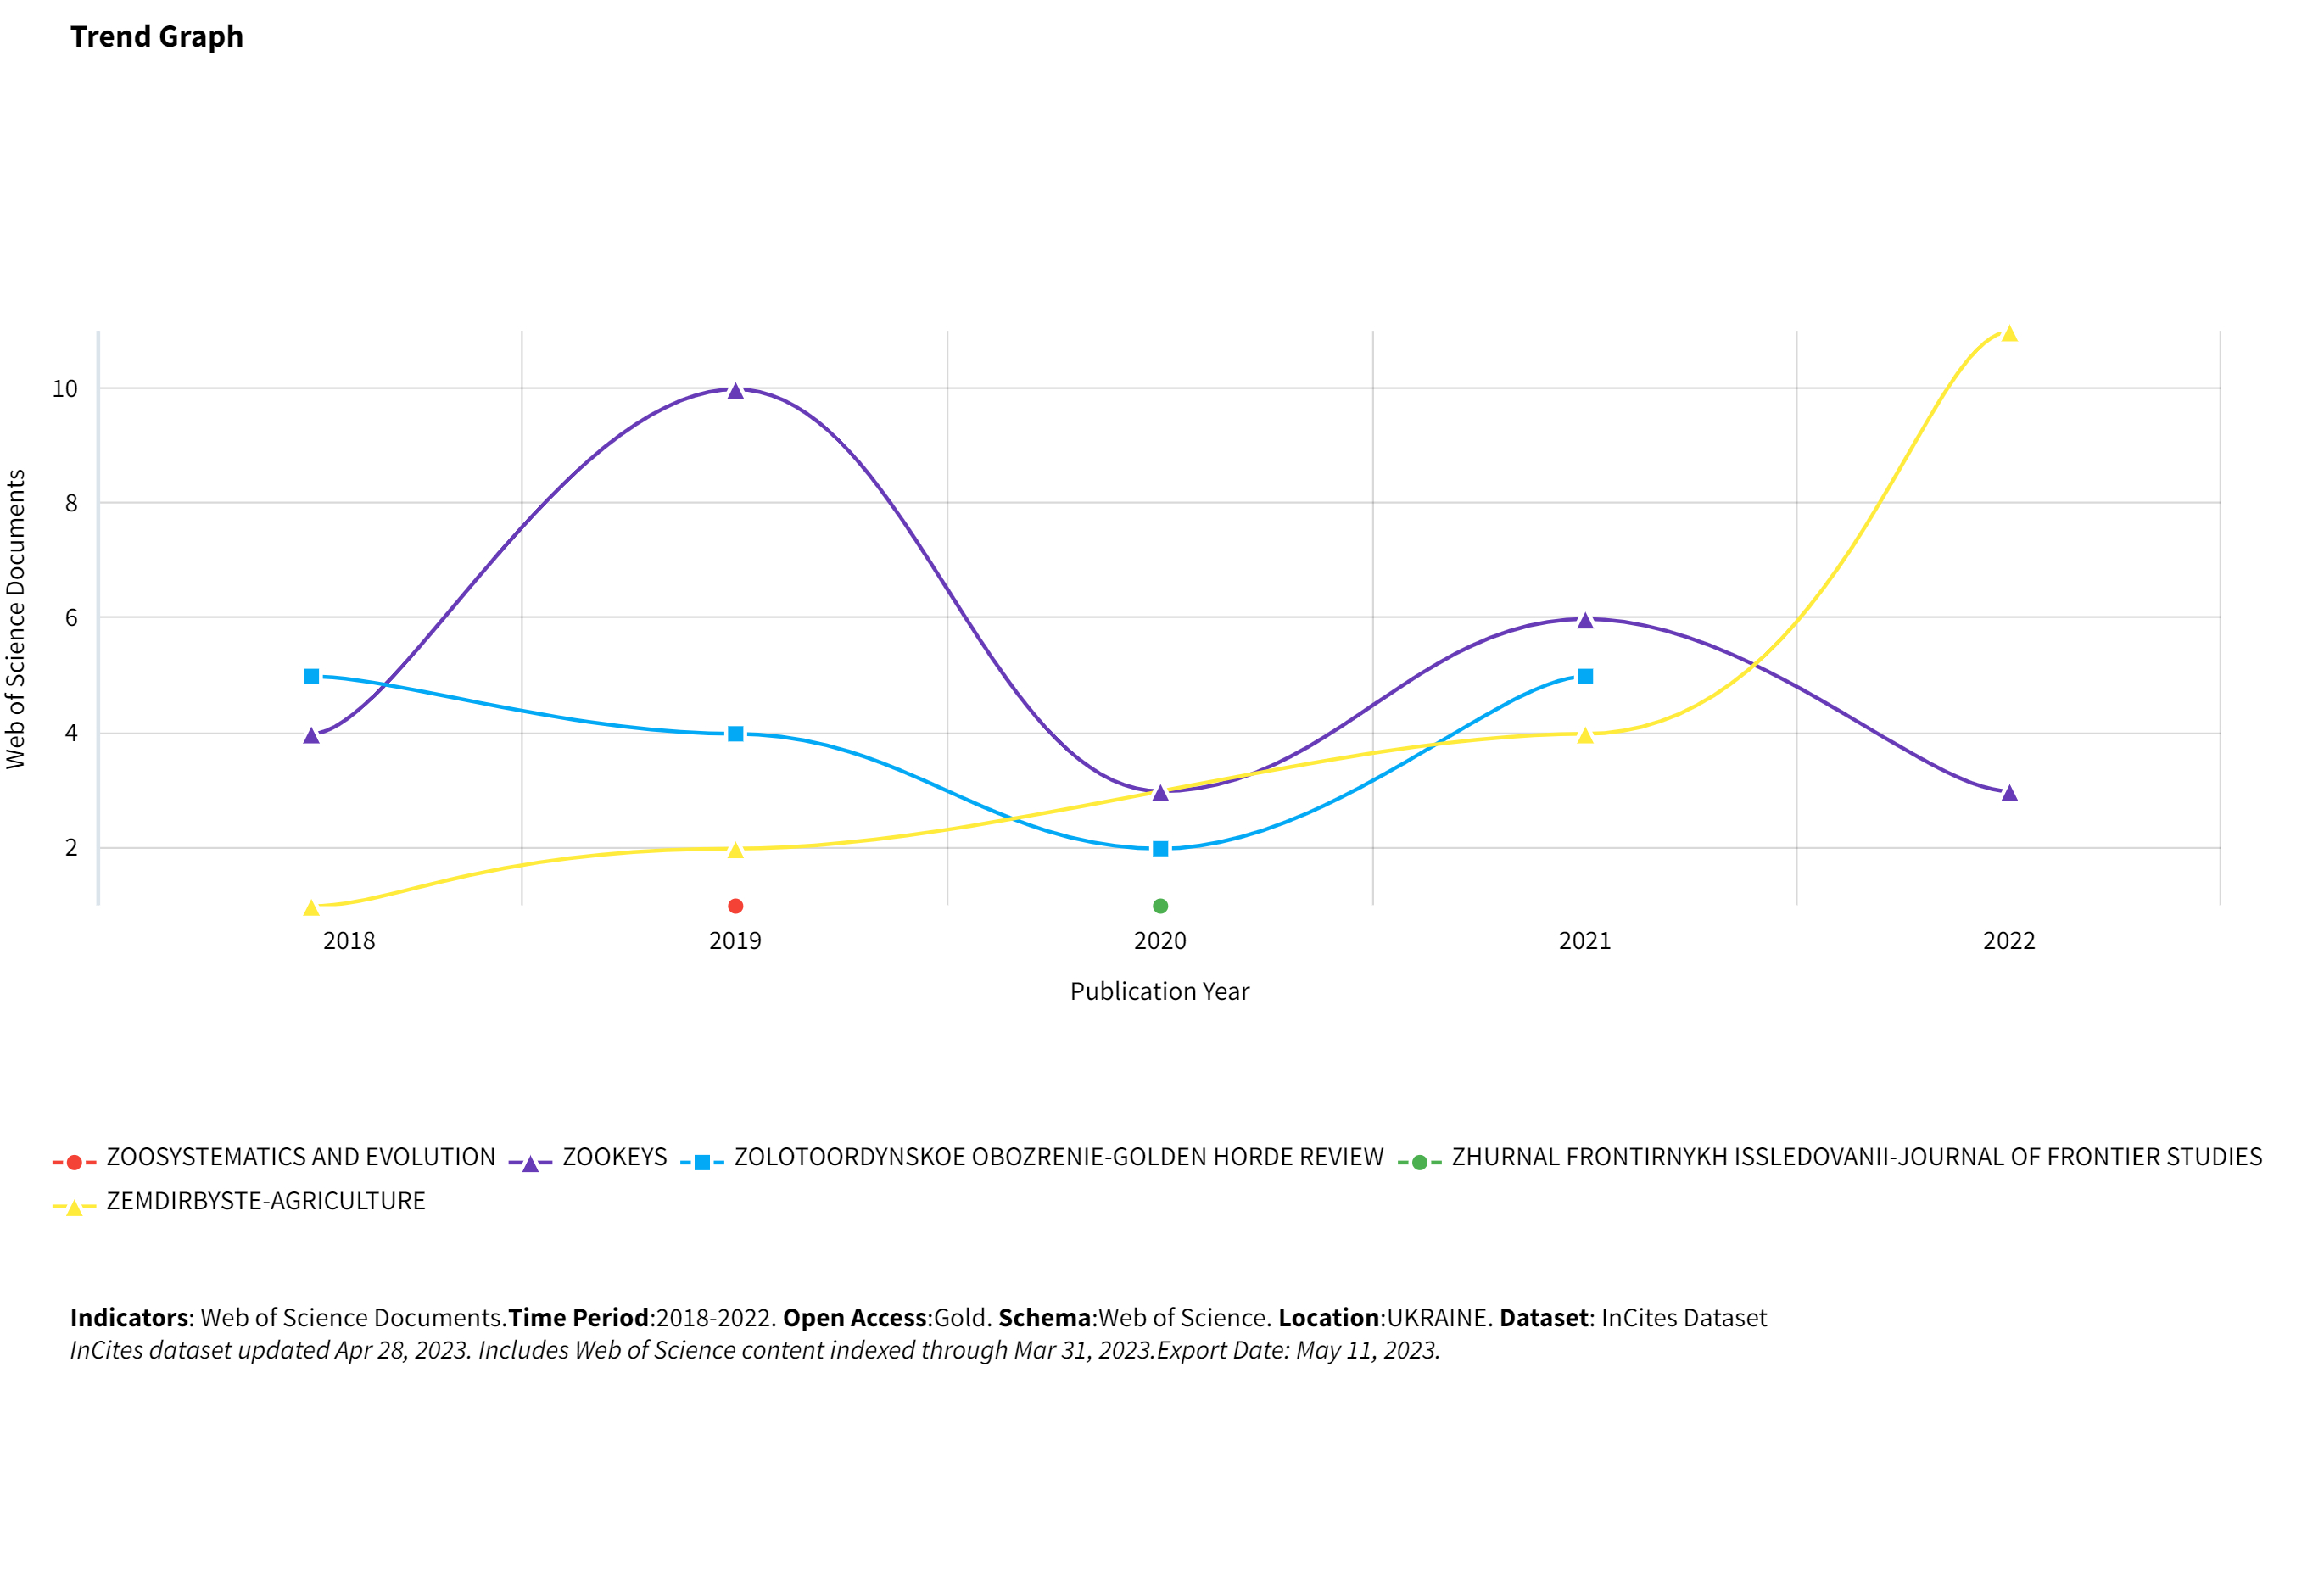 Trend Graph
10
8
6
4
2
Web of Science Documents
2018 2019 2020 2021 2022
Publication Year
ZOOSYSTEMATICS AND EVOLUTION ZOOKEYS ZOLOTOORDYNSKOE OBOZRENIE-GOLDEN HORDE REVIEW ZHURNAL FRONTIRNYKH ISSLEDOVANII-JOURNAL OF FRONTIER STUDIES
ZEMDIRBYSTE-AGRICULTURE
Indicators: Web of Science Documents.Time Period:2018-2022. Open Access:Gold. Schema:Web of Science. Location:UKRAINE. Dataset: InCites Dataset
InCites dataset updated Apr 28, 2023. Includes Web of Science content indexed through Mar 31, 2023.Export Date: May 11, 2023.